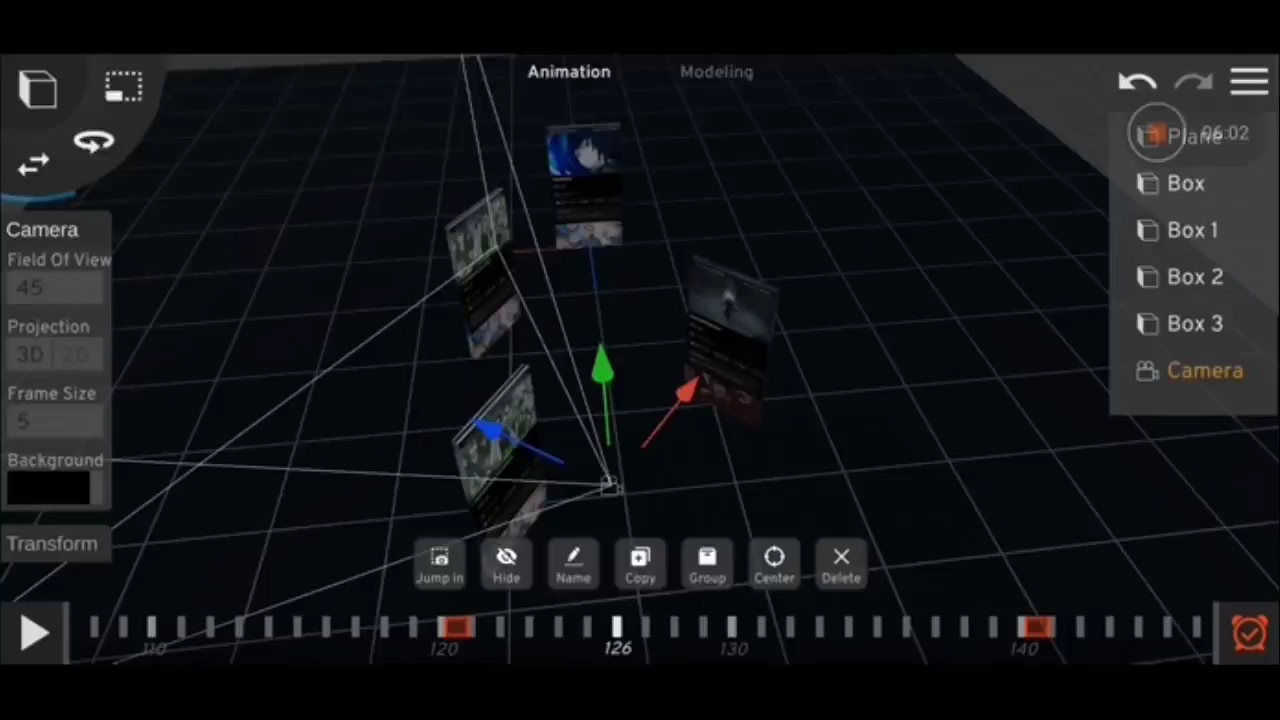 Animation
Modeling
Plane
06:02
Box
Box 1
Box 2
Box 3
Camera
Camera
Field Of View
45
Projection
3D 2D
Frame Size
5
Background
Transform
Jump In
Hide
Name
Copy
Group
Center
Delete
110
120
126
130
140